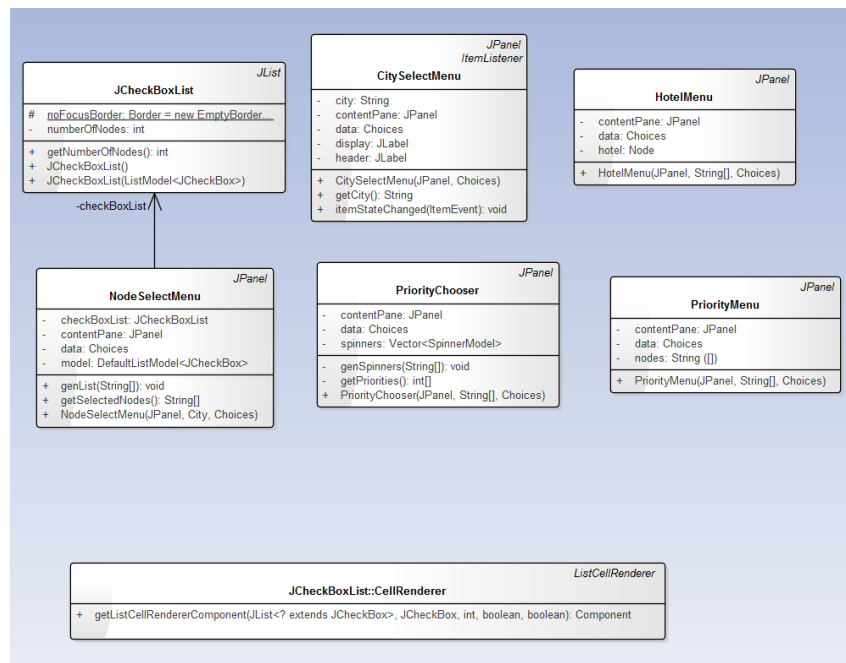 JList
JCheckBoxList
# noFocusBorder: Border = new EmptyBorder...
- numberOfNodes: int
+ getNumberOfNodes(): int
+ JCheckBoxList()
+ JCheckBoxList(ListModel<JCheckBox>)
JPanel
ItemListener
CitySelectMenu
- city: String
- contentPane: JPanel
- data: Choices
- display: JLabel
- header: JLabel
+ CitySelectMenu(JPanel, Choices)
+ getCity(): String
+ itemStateChanged(ItemEvent): void
JPanel
HotelMenu
- contentPane: JPanel
- data: Choices
- hotel: Node
+ HotelMenu(JPanel, String[], Choices)
-checkBoxList
JPanel
NodeSelectMenu
- checkBoxList: JCheckBoxList
- contentPane: JPanel
- data: Choices
- model: DefaultListModel<JCheckBox>
+ genList(String[]): void
+ getSelectedNodes(): String[]
+ NodeSelectMenu(JPanel, City, Choices)
JPanel
PriorityChooser
- contentPane: JPanel
- data: Choices
- spinners: Vector<SpinnerModel>
- genSpinners(String[]): void
- getPriorities(): int[]
+ PriorityChooser(JPanel, String[], Choices)
JPanel
PriorityMenu
- contentPane: JPanel
- data: Choices
- nodes: String ([])
+ PriorityMenu(JPanel, String[], Choices)
ListCellRenderer
JCheckBoxList::CellRenderer
+ getListCellRendererComponent(JList<? extends JCheckBox>, JCheckBox, int, boolean, boolean): Component